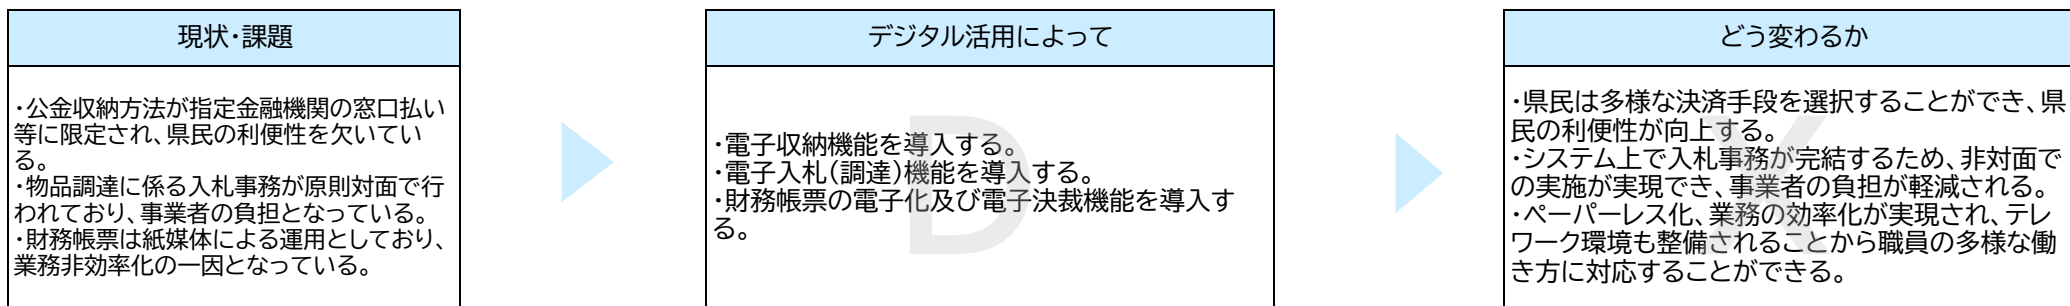 現状・課題
・公金収納方法が指定金融機関の窓口払い
等に限定され、県民の利便性を欠いてい
る。
・物品調達に係る入札事務が原則対面で行
われており、事業者の負担となっている。
・財務帳票は紙媒体による運用としており、
業務非効率化の一因となっている。
デジタル活用によって
・電子収納機能を導入する。
・電子入札(調達)機能を導入する。
・財務帳票の電子化及び電子決裁機能を導入す
る。
D
どう変わるか
・県民は多様な決済手段を選択することができ、県
民の利便性が向上する。
・システム上で入札事務が完結するため、非対面で
の実施が実現でき、事業者の負担が軽減される。
・ペーパーレス化、業務の効率化が実現され、テレ
ワーク環境も整備されることから職員の多様な働
き方に対応することができる。
X